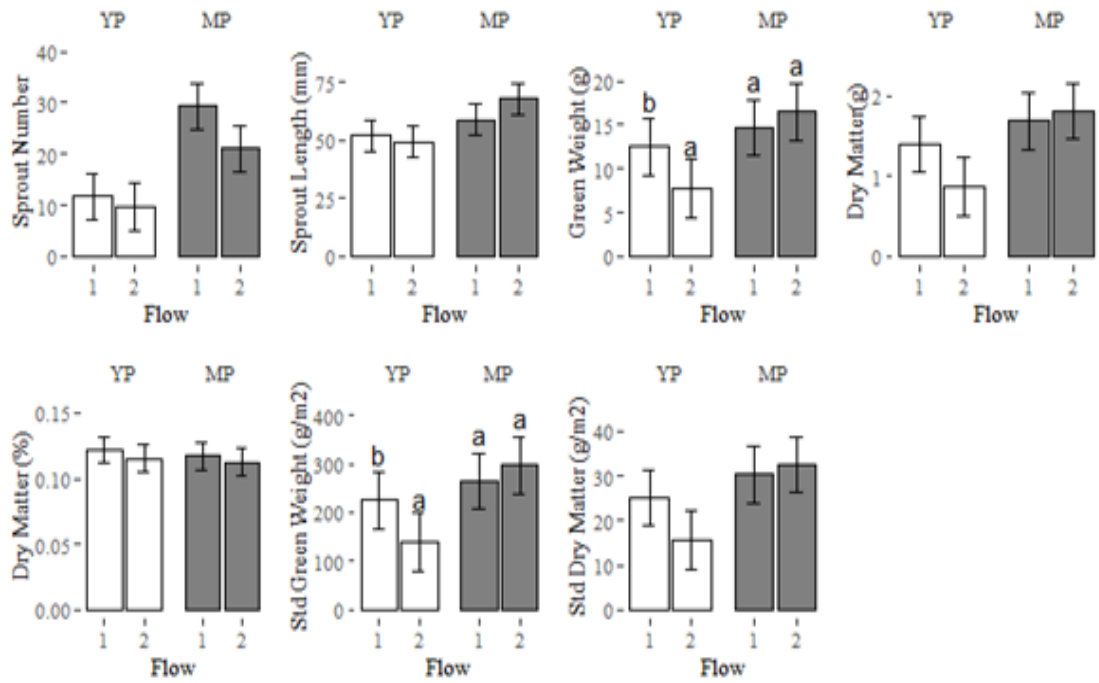 YP MP
Sprout Number
40
30
20
10
0
1 2 1 2
Flow
YP MP
Sprout Length (mm)
75
50
25
0
1 2 1 2
Flow
YP MP
Green Weight (g)
20
15
10
5
0
b a a a
1 2 1 2
Flow
YP MP
Dry Matter(g)
2
1
0
1 2 1 2
Flow
YP MP
Dry Matter (%)
0.15
0.10
0.05
0.00
1 2 1 2
Flow
YP MP
Std Green Weight (g/m2)
400
300
200
100
0
b a a a
1 2 1 2
Flow
YP MP
Std Dry Matter (g/m2)
40
30
20
10
0
1 2 1 2
Flow